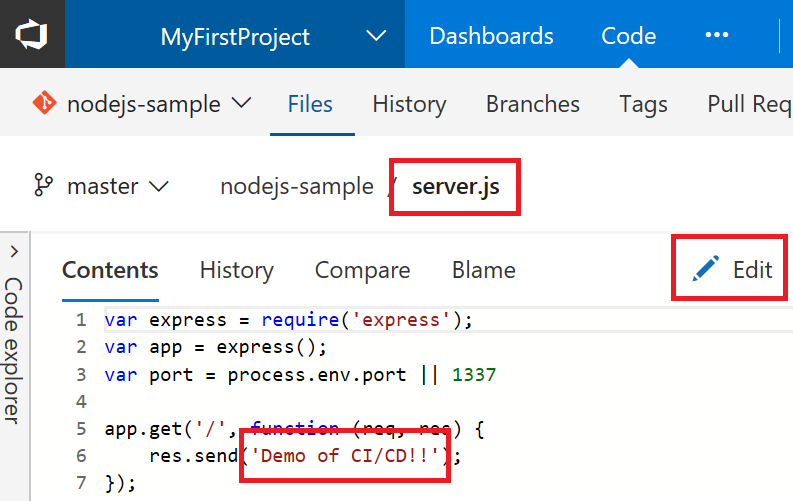 MyFirstProject Dashboards Code ...
nodejs-sample Files History Branches Tags Pull Req
master nodejs-sample / server.js
Contents History Compare Blame Edit
Code explorer
1 var express = require('express');
2 var app = express();
3 var port = process.env.port || 1337
4
5 app.get('/', function (req, res) {
6 res.send('Demo of CI/CD!!');
7 });